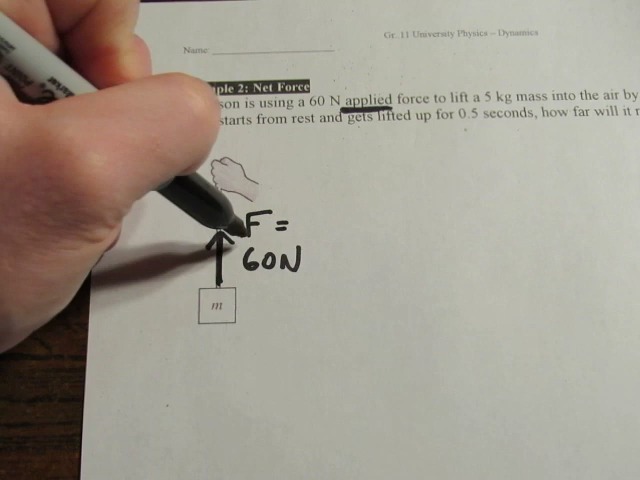 Gr. 11 University Physics – Dynamics
Name:
2: Net Force
is using a 60 N applied force to lift a 5 kg mass into the air by
starts from rest and gets lifted up for 0.5 seconds, how far will it
F =
60N
m